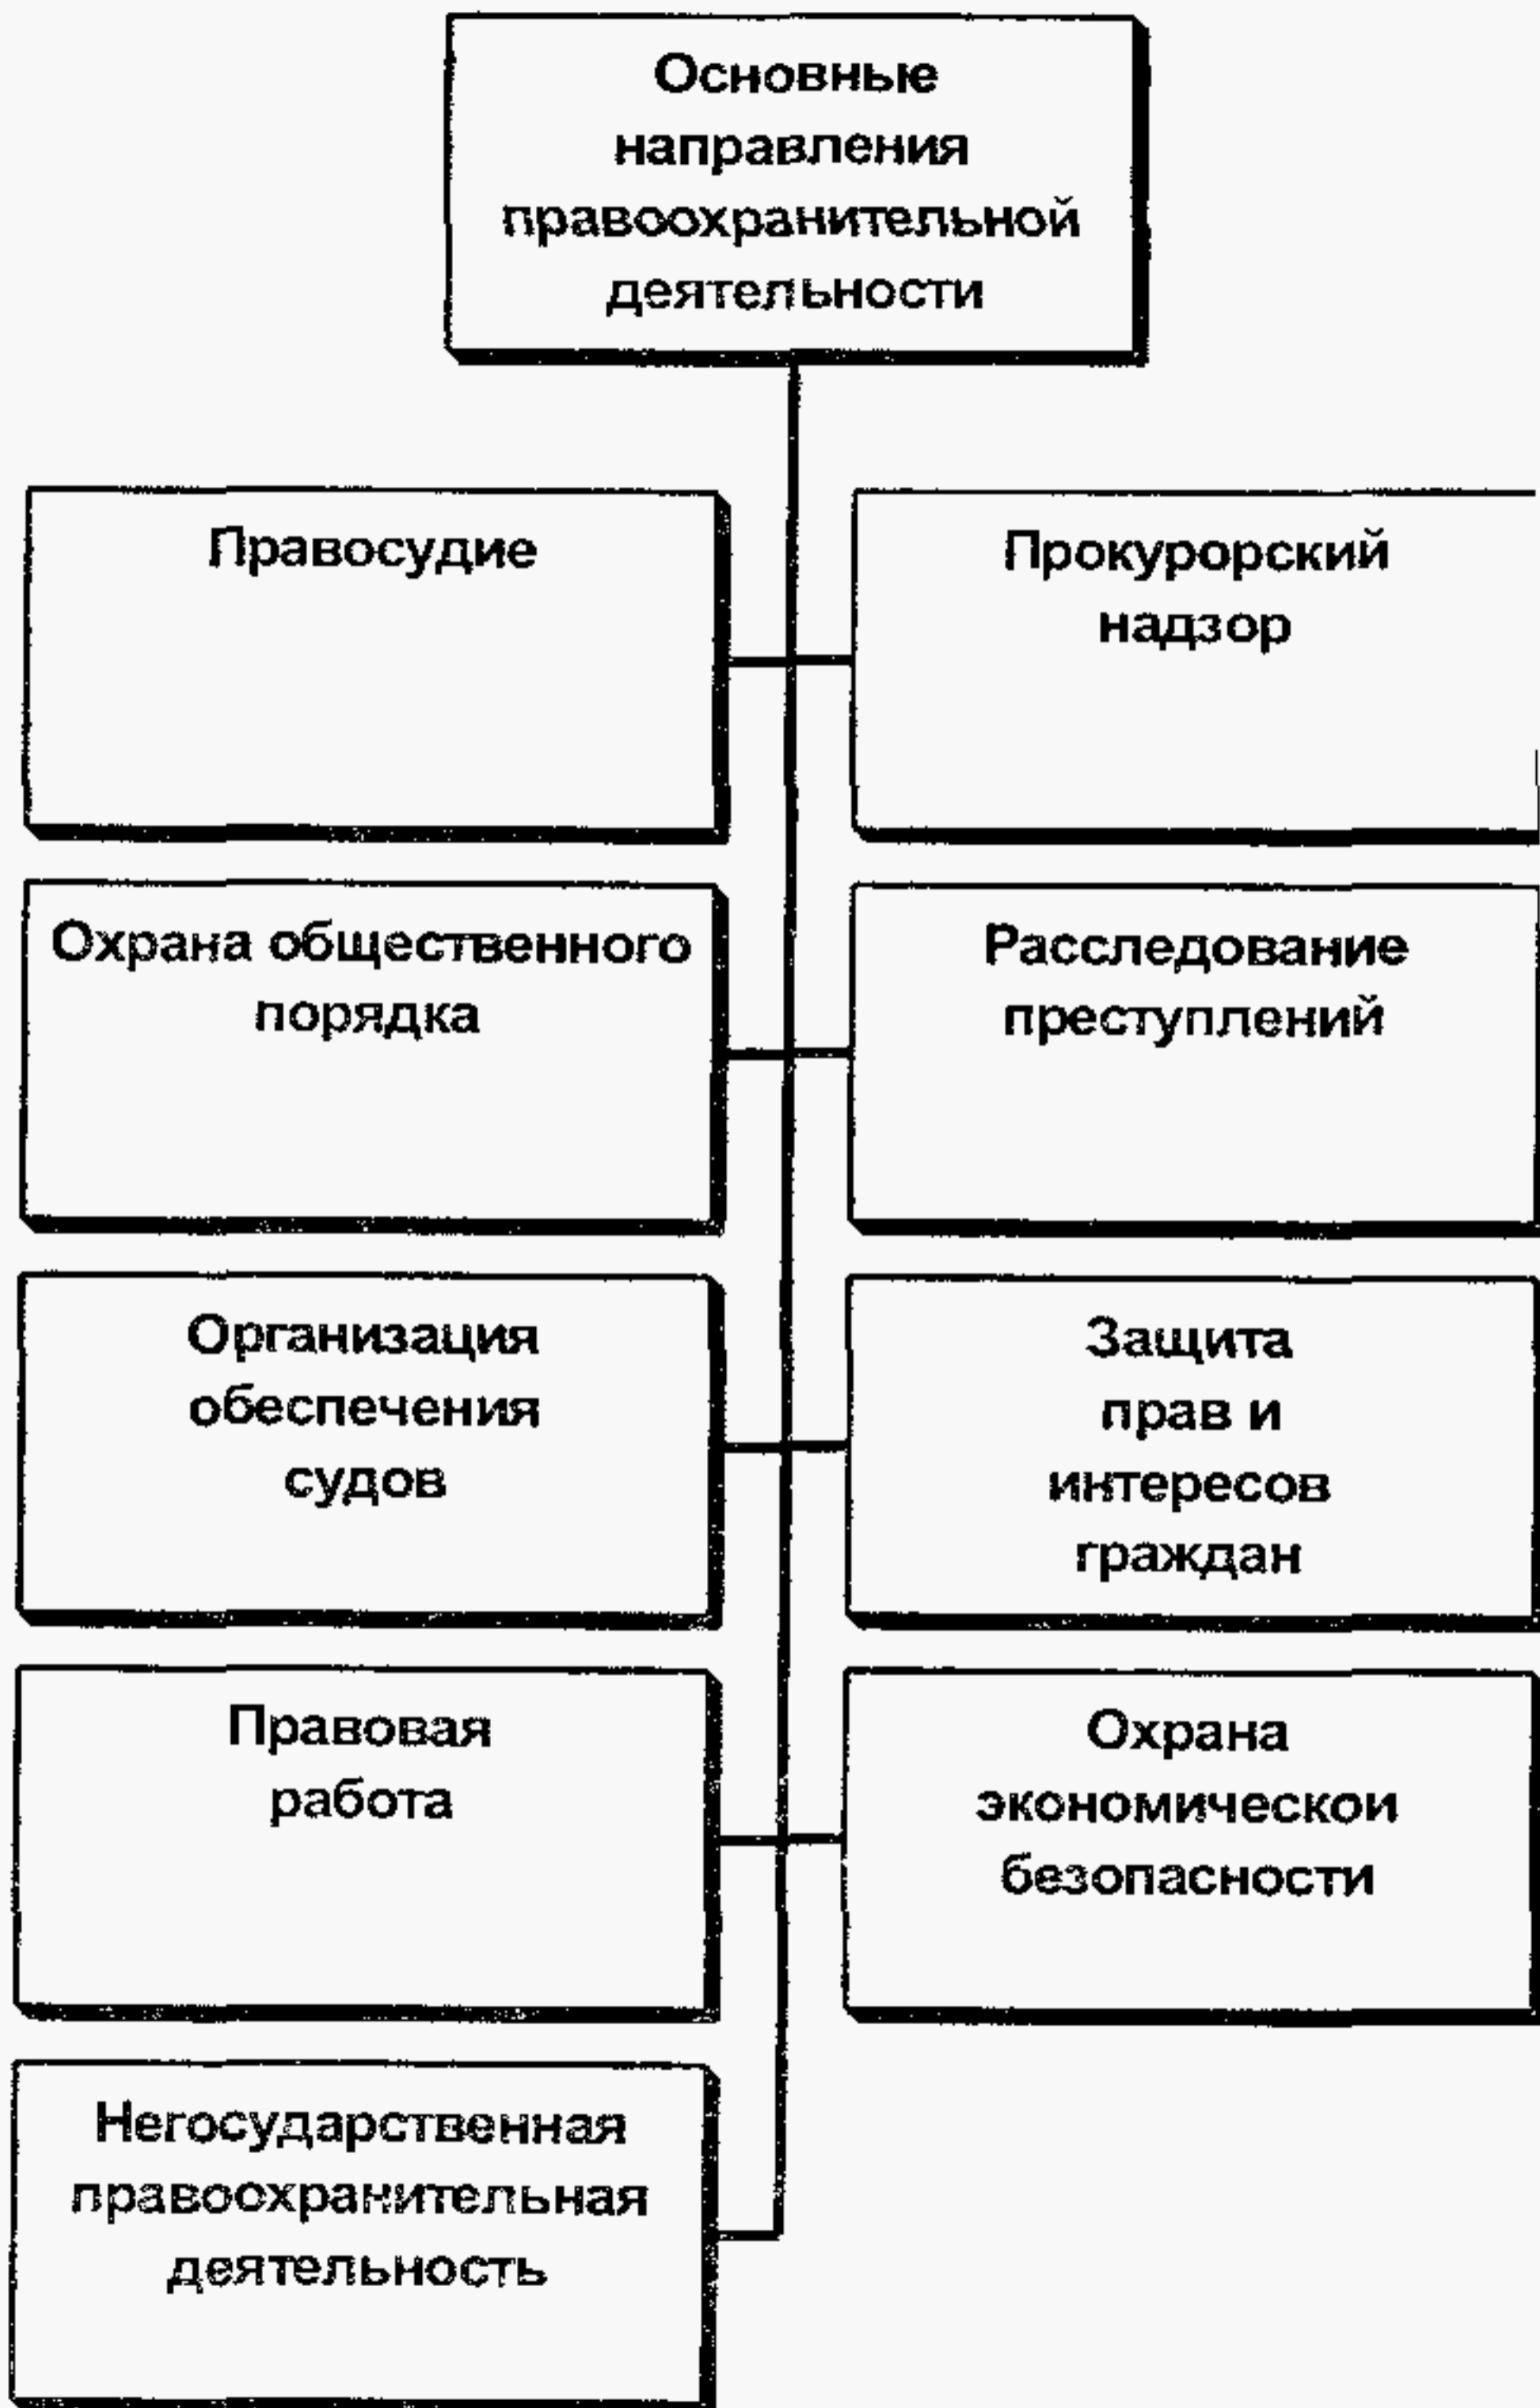 Основные
направления
правоохранительной
деятельности
Правосудие
Прокурорский
надзор
Охрана общественного
порядка
Расследование
преступлений
Организация
обеспечения
судов
Защита
прав и
интересов
граждан
Правовая
работа
Охрана
экономическои
безопасности
Негосударственная
правоохранительная
деятельность